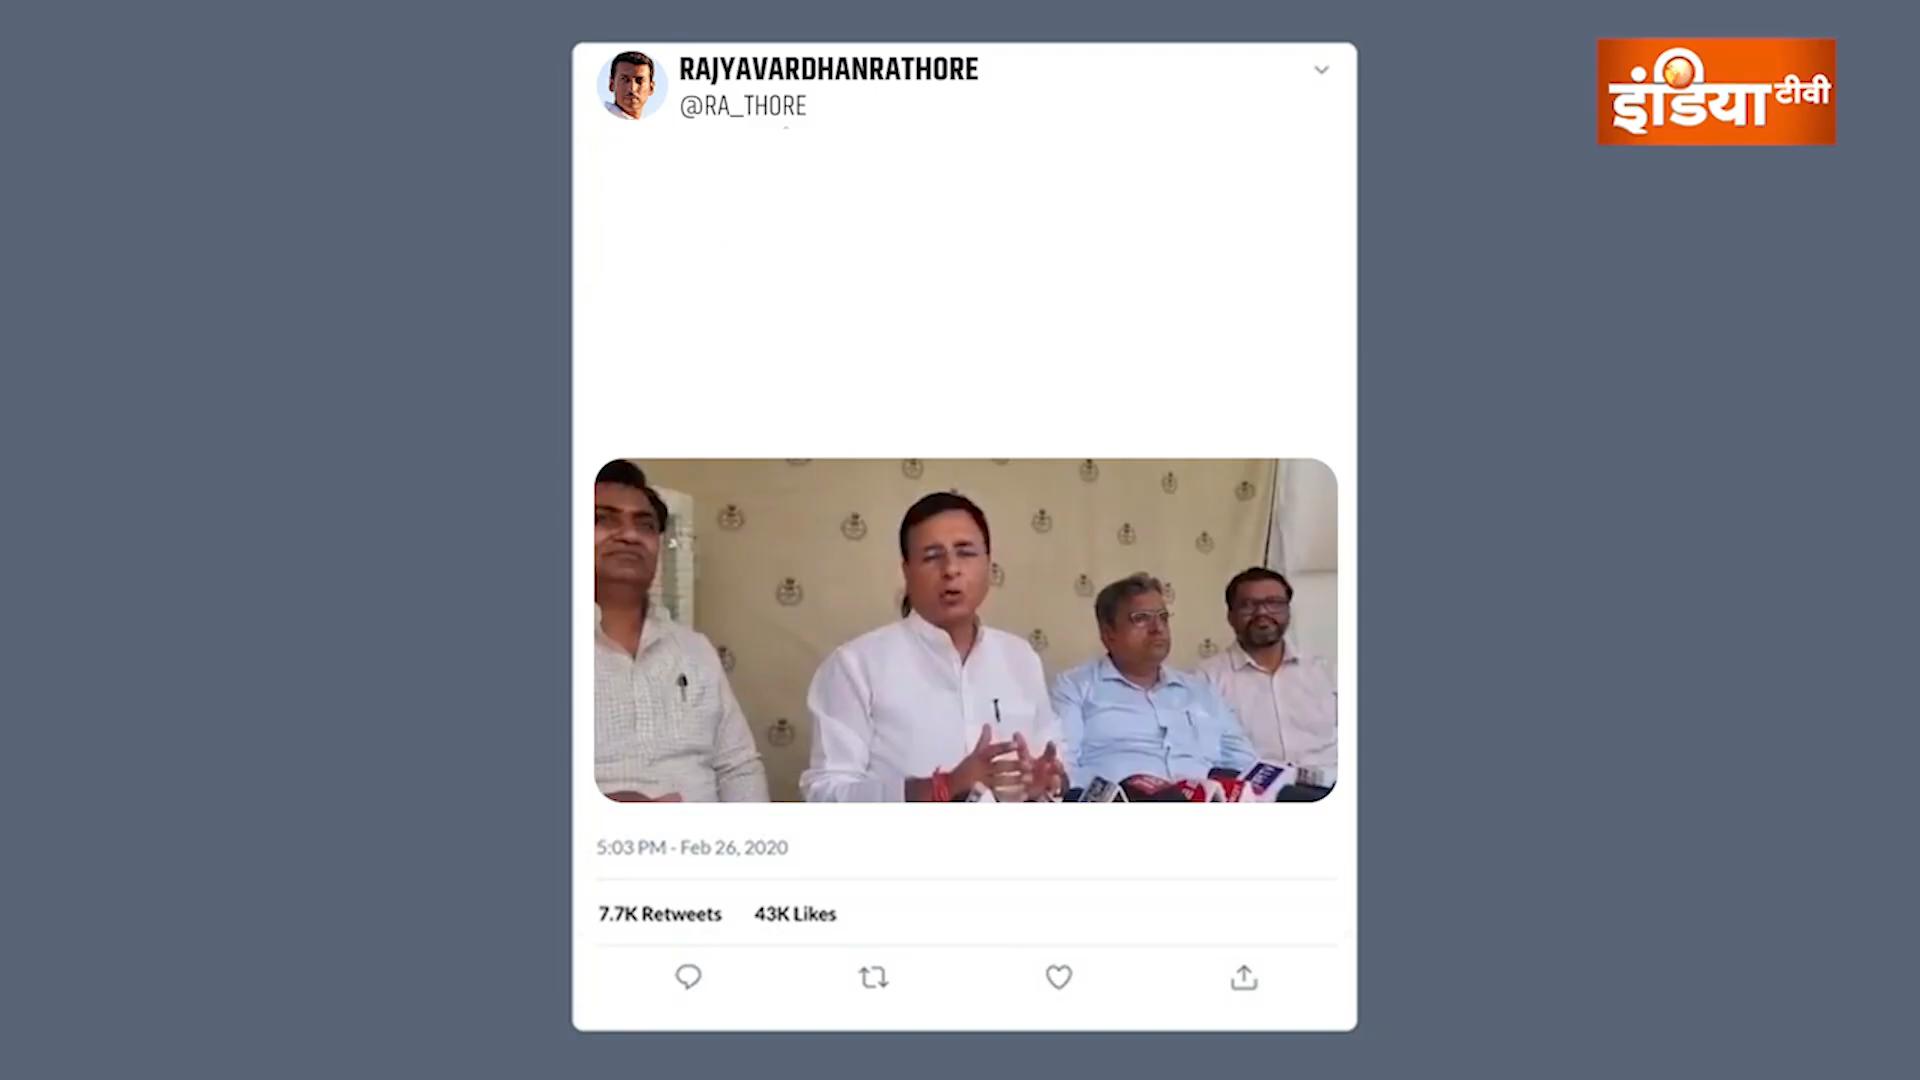 RAJYAVARDHANRATHORE
@RA_THORE
इंडिया टीवी
5:03 PM - Feb 26, 2020
7.7K Retweets 43K Likes